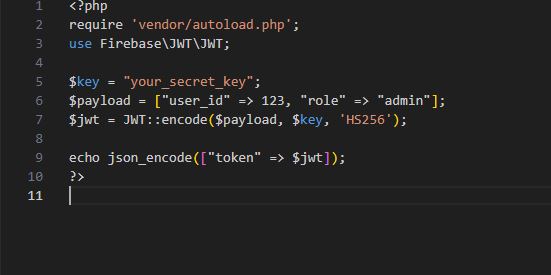 1 <?php
2 require 'vendor/autoload.php';
3 use Firebase\JWT\JWT;
4
5 $key = "your_secret_key";
6 $payload = ["user_id" => 123, "role" => "admin"];
7 $jwt = JWT::encode($payload, $key, 'HS256');
8
9 echo json_encode(["token" => $jwt]);
10 ?>
11